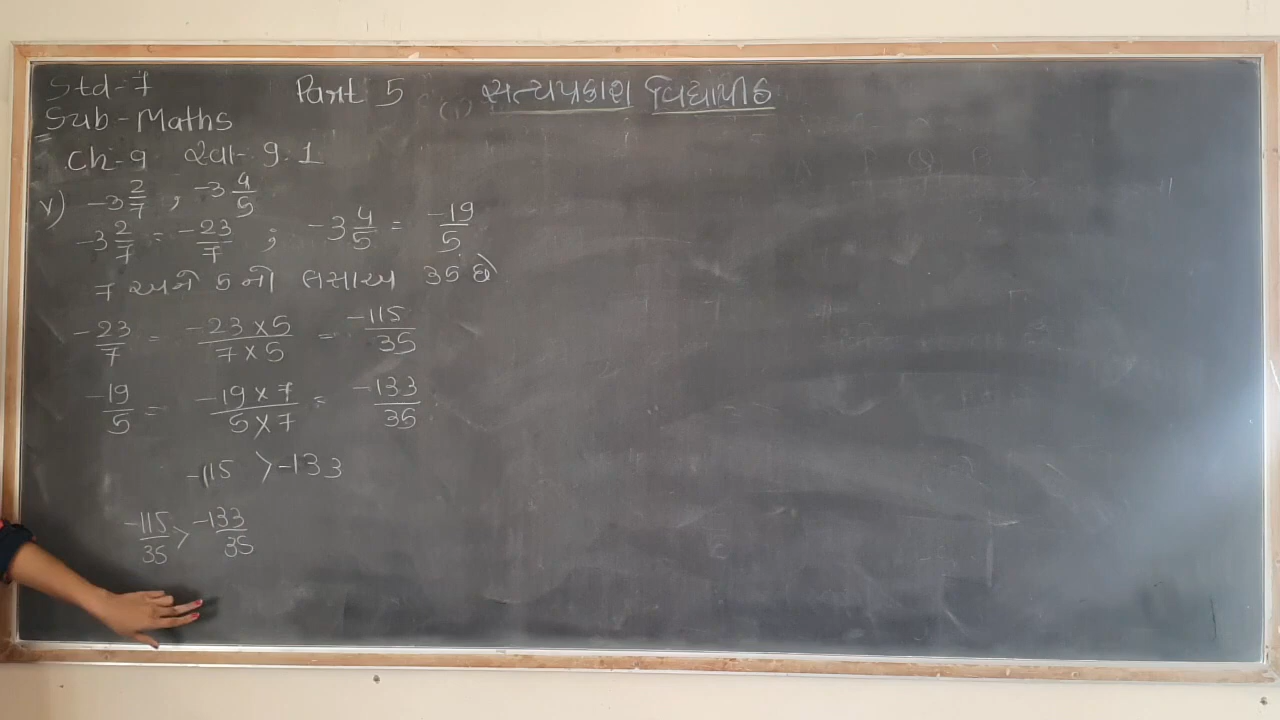 Std-7 Part 5 સત્યપ્રકાશ વિદ્યાપીઠ
Sub-Maths
Ch-9 સ્વા- 9.1
v) -3 2/7 , -3 4/5
-3 2/7 = -23/7 ; -3 4/5 = -19/5
7 અને 5 નો લસાઅ 35 છે
-23/7 = -23×5/7×5 = -115/35
-19/5 = -19×7/5×7 = -133/35
-115 > -133
-115/35 > -133/35